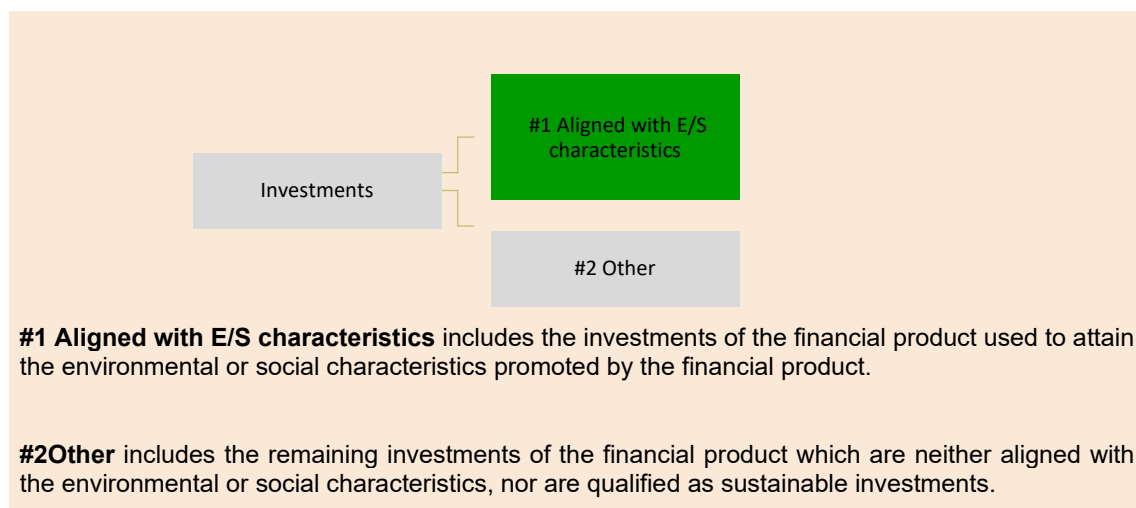 #1 Aligned with E/S
characteristics
Investments
#2 Other
#1 Aligned with E/S characteristics includes the investments of the financial product used to attain
the environmental or social characteristics promoted by the financial product.
#2Other includes the remaining investments of the financial product which are neither aligned with
the environmental or social characteristics, nor are qualified as sustainable investments.